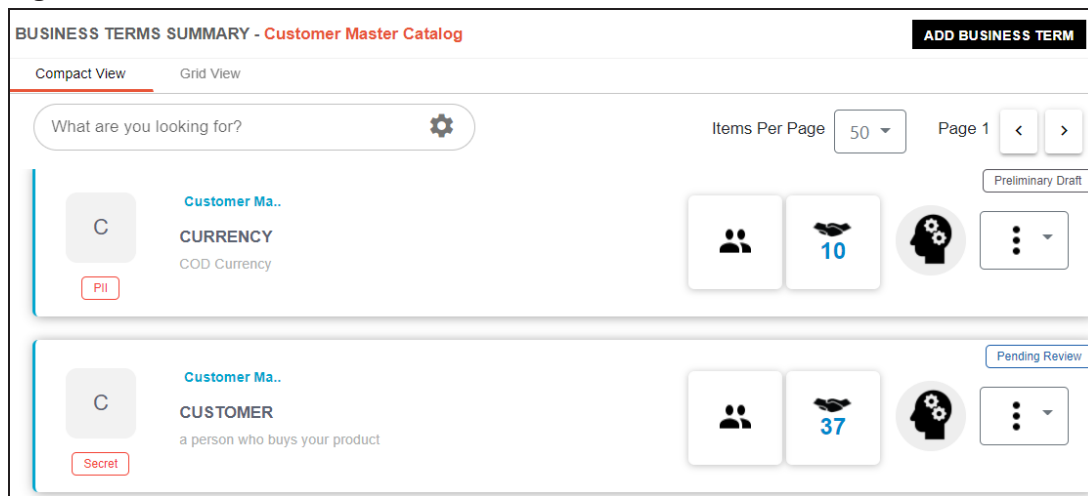 BUSINESS TERMS SUMMARY - Customer Master Catalog
ADD BUSINESS TERM
Compact View Grid View
What are you looking for? Items Per Page 50 Page 1 < >
Preliminary Draft
Customer Ma..
C
CURRENCY
10
COD Currency
PII
Pending Review
Customer Ma..
C
CUSTOMER
37
a person who buys your product
Secret